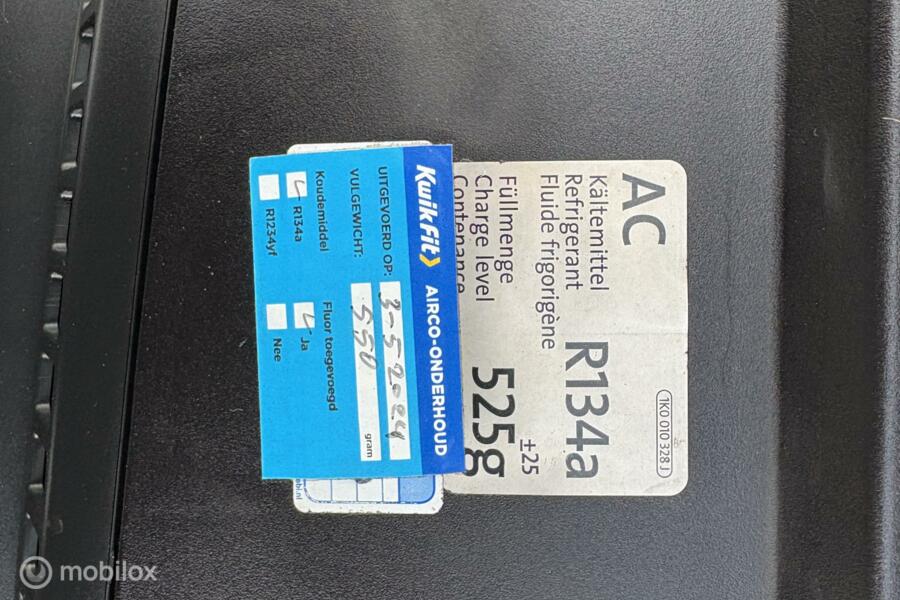 AC
Kältemittel
Refrigerant
Fluide frigorigène
R134a
Füllmenge
Charge level
Contenance
525g
±25
1K0 010 328 J
KwikFit
AIRCO-ONDERHOUD
UITGEVOERD OP: 3-5 2024
VULGEWICHT: 550 gram
Koudemiddel
R134a
R1234yf
Fluor toegevoegd
Ja
Nee
mobilox